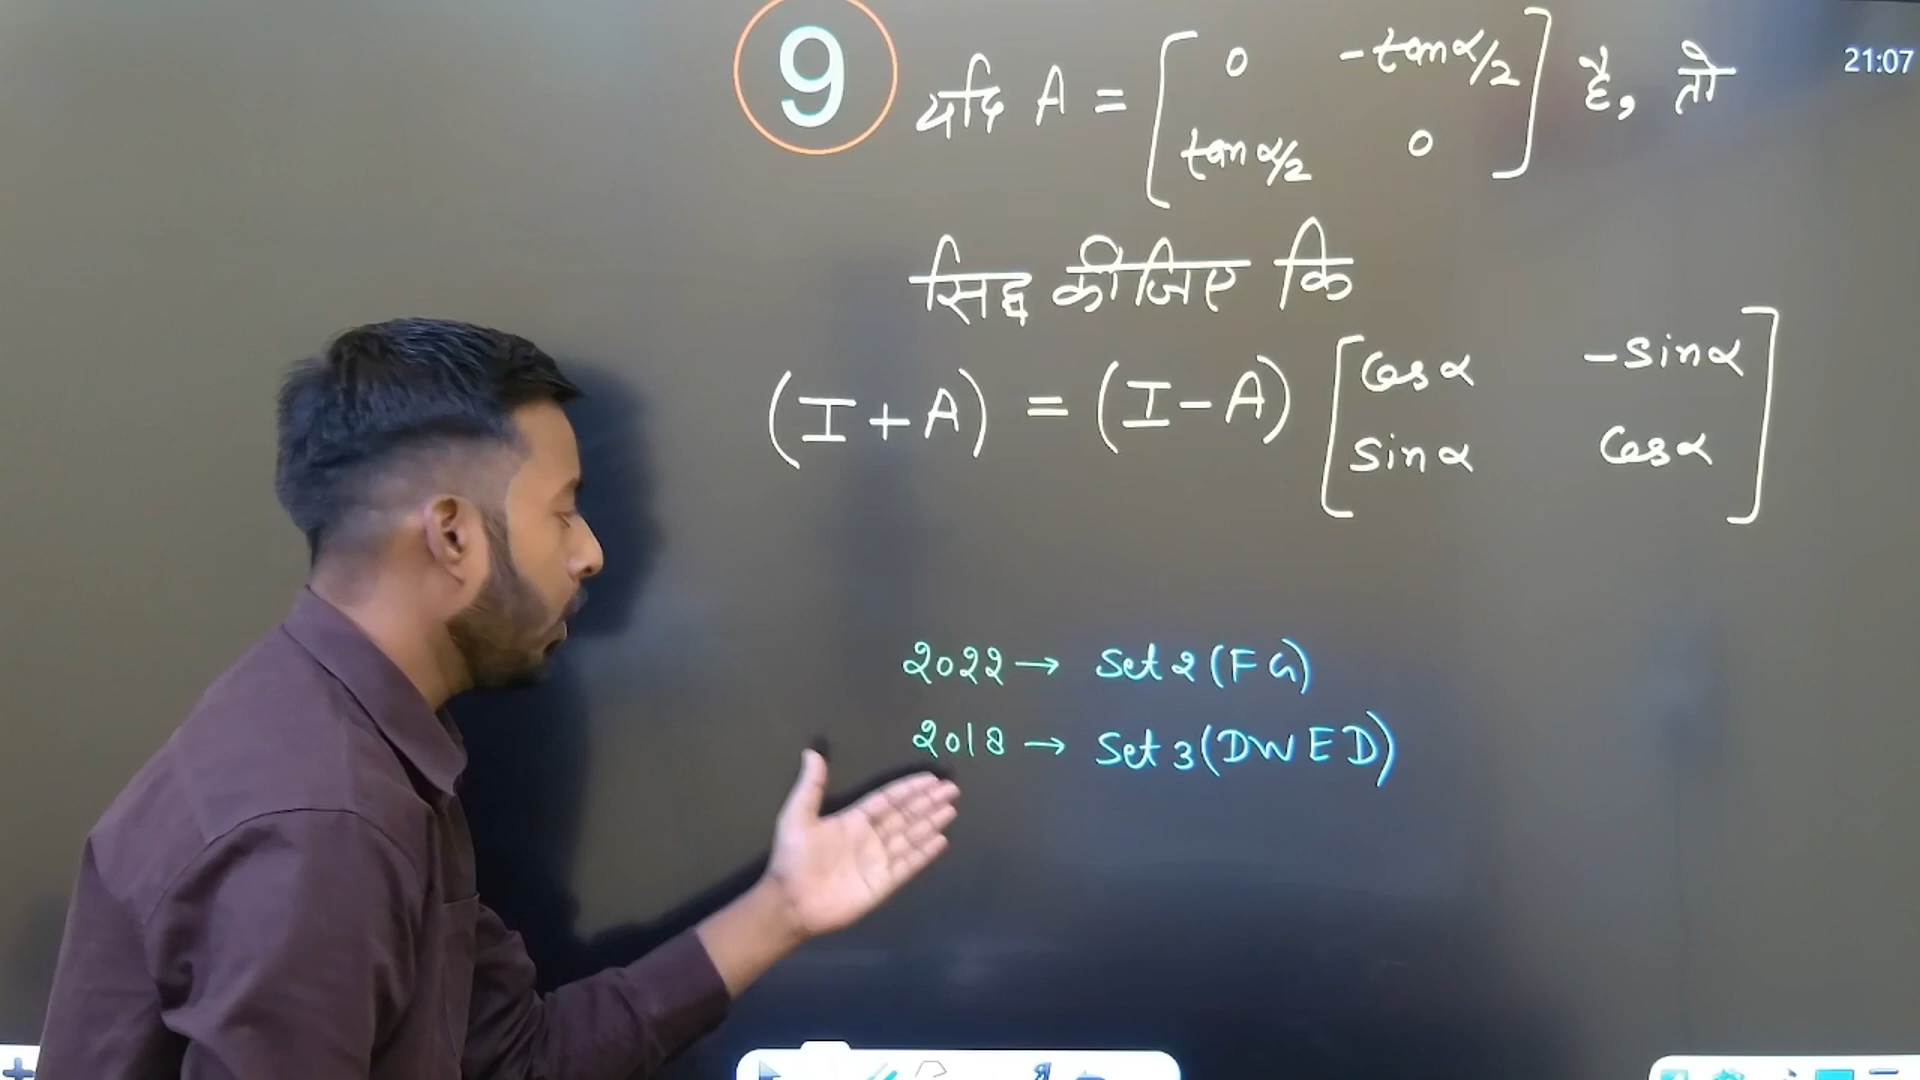 9 यदि A = [ 0 -tanα/2 है, तो
tanα/2 0 ]
21:07
सिद्ध कीजिए कि
(I+A) = (I-A) [ cosα -sinα
sinα cosα ]
2022 → Set 2 (FG)
2018 → Set 3 (DWED)